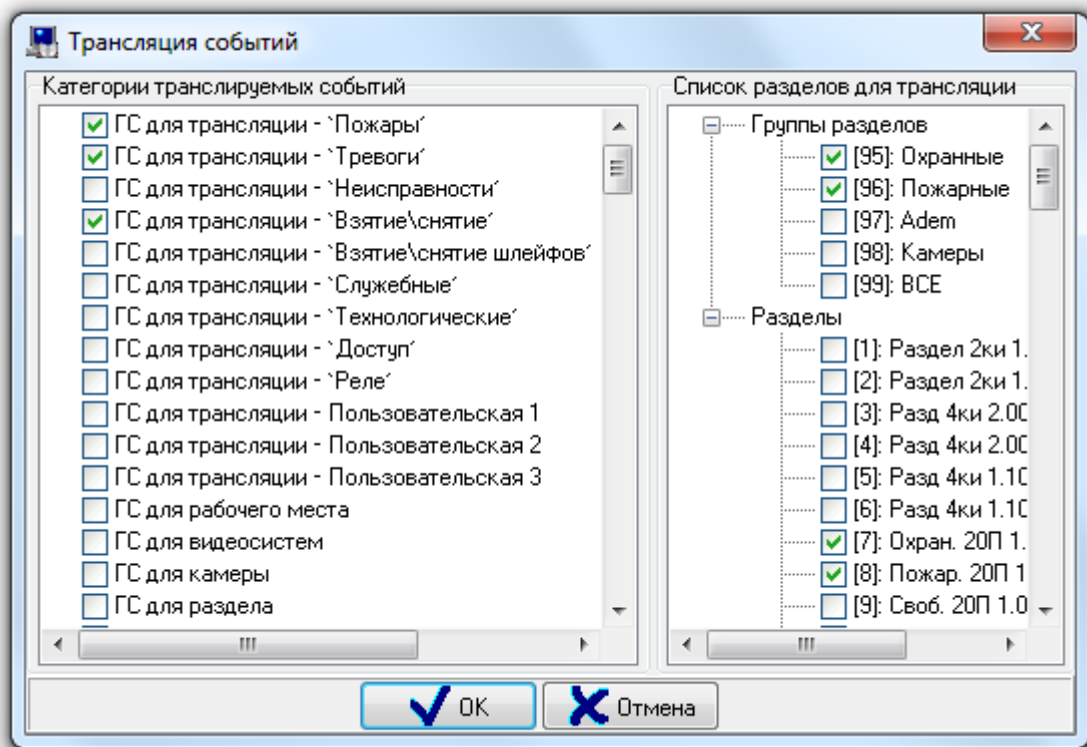 Трансляция событий
Категории транслируемых событий
ГС для трансляции - `Пожары´
ГС для трансляции - `Тревоги´
ГС для трансляции - `Неисправности´
ГС для трансляции - `Взятие\снятие´
ГС для трансляции - `Взятие\снятие шлейфов´
ГС для трансляции - `Служебные´
ГС для трансляции - `Технологические´
ГС для трансляции - `Доступ´
ГС для трансляции - `Реле´
ГС для трансляции - Пользовательская 1
ГС для трансляции - Пользовательская 2
ГС для трансляции - Пользовательская 3
ГС для рабочего места
ГС для видеосистем
ГС для камеры
ГС для раздела
Список разделов для трансляции
Группы разделов
[95]: Охранные
[96]: Пожарные
[97]: Adem
[98]: Камеры
[99]: ВСЕ
Разделы
[1]: Раздел 2ки 1.
[2]: Раздел 2ки 1.
[3]: Разд 4ки 2.0
[4]: Разд 4ки 2.0
[5]: Разд 4ки 1.1
[6]: Разд 4ки 1.1
[7]: Охран. 20П 1.
[8]: Пожар. 20П 1
[9]: Своб. 20П 1.0
OK
Отмена